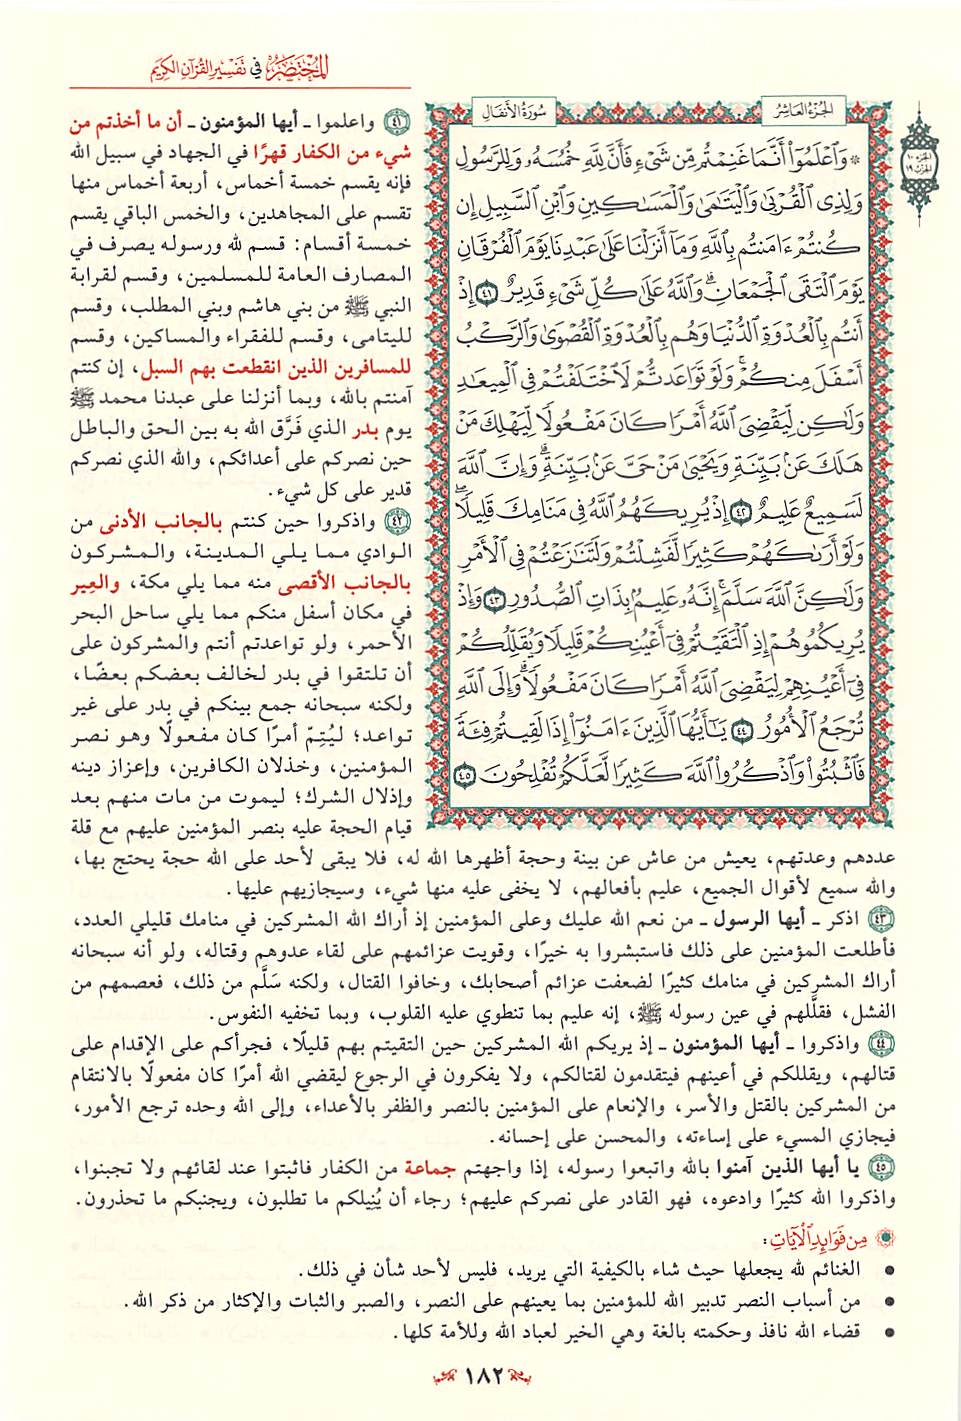 المختصر في تفسير القرآن الكريم
الجزء العاشر
سورة الأنفال
الجزء ١٠
الحزب ١٩
۞ وَٱعۡلَمُوٓاْ أَنَّمَا غَنِمۡتُم مِّن شَيۡءٖ فَأَنَّ لِلَّهِ خُمُسَهُۥ وَلِلرَّسُولِ
وَلِذِي ٱلۡقُرۡبَىٰ وَٱلۡيَتَٰمَىٰ وَٱلۡمَسَٰكِينِ وَٱبۡنِ ٱلسَّبِيلِ إِن
كُنتُمۡ ءَامَنتُم بِٱللَّهِ وَمَآ أَنزَلۡنَا عَلَىٰ عَبۡدِنَا يَوۡمَ ٱلۡفُرۡقَانِ
يَوۡمَ ٱلۡتَقَى ٱلۡجَمۡعَانِۗ وَٱللَّهُ عَلَىٰ كُلِّ شَيۡءٖ قَدِيرٌ ٤١ إِذۡ
أَنتُم بِٱلۡعُدۡوَةِ ٱلدُّنۡيَا وَهُم بِٱلۡعُدۡوَةِ ٱلۡقُصۡوَىٰ وَٱلرَّكۡبُ
أَسۡفَلَ مِنكُمۡۚ وَلَوۡ تَوَاعَدتُّمۡ لَٱخۡتَلَفۡتُمۡ فِي ٱلۡمِيعَٰدِ
وَلَٰكِن لِّيَقۡضِيَ ٱللَّهُ أَمۡرٗا كَانَ مَفۡعُولٗا لِّيَهۡلِكَ مَنۡ
هَلَكَ عَنۢ بَيِّنَةٖ وَيَحۡيَىٰ مَنۡ حَيَّ عَنۢ بَيِّنَةٖۗ وَإِنَّ ٱللَّهَ
لَسَمِيعٌ عَلِيمٌ ٤٢ إِذۡ يُرِيكَهُمُ ٱللَّهُ فِي مَنَامِكَ قَلِيلٗاۖ
وَلَوۡ أَرَىٰكَهُمۡ كَثِيرٗا لَّفَشِلۡتُمۡ وَلَتَنَٰزَعۡتُمۡ فِي ٱلۡأَمۡرِ
وَلَٰكِنَّ ٱللَّهَ سَلَّمَۚ إِنَّهُۥ عَلِيمُۢ بِذَاتِ ٱلصُّدُورِ ٤٣ وَإِذۡ
يُرِيكُمُوهُمۡ إِذِ ٱلۡتَقَيۡتُمۡ فِيٓ أَعۡيُنِكُمۡ قَلِيلٗا وَيُقَلِّلُكُمۡ
فِيٓ أَعۡيُنِهِمۡ لِيَقۡضِيَ ٱللَّهُ أَمۡرٗا كَانَ مَفۡعُولٗاۗ وَإِلَى ٱللَّهِ
تُرۡجَعُ ٱلۡأُمُورُ ٤٤ يَٰٓأَيُّهَا ٱلَّذِينَ ءَامَنُوٓاْ إِذَا لَقِيتُمۡ فِئَةٗ
فَٱثۡبُتُواْ وَٱذۡكُرُواْ ٱللَّهَ كَثِيرٗا لَّعَلَّكُمۡ تُفۡلِحُونَ ٤٥
٤١ واعلموا ـ أيها المؤمنون ـ أن ما أخذتم من
شيء من الكفار قهرًا في الجهاد في سبيل الله
فإنه يقسم خمسة أخماس، أربعة أخماس منها
تقسم على المجاهدين، والخمس الباقي يقسم
خمسة أقسام: قسم لله ورسوله يصرف في
المصارف العامة للمسلمين، وقسم لقرابة
النبي ﷺ من بني هاشم وبني المطلب، وقسم
لليتامى، وقسم للفقراء والمساكين، وقسم
للمسافرين الذين انقطعت بهم السبل، إن كنتم
آمنتم بالله، وبما أنزلنا على عبدنا محمد ﷺ
يوم بدر الذي فَرَّق الله به بين الحق والباطل
حين نصركم على أعدائكم، والله الذي نصركم
قدير على كل شيء.
٤٢ واذكروا حين كنتم بالجانب الأدنى من
الوادي مما يلي المدينة، والمشركون
بالجانب الأقصى منه مما يلي مكة، والعِير
في مكان أسفل منكم مما يلي ساحل البحر
الأحمر، ولو تواعدتم أنتم والمشركون على
أن تلتقوا في بدر لخالف بعضكم بعضًا،
ولكنه سبحانه جمع بينكم في بدر على غير
تواعد؛ ليُتِمّ أمرًا كان مفعولًا وهو نصر
المؤمنين، وخذلان الكافرين، وإعزاز دينه
وإذلال الشرك؛ ليموت من مات منهم بعد
قيام الحجة عليه بنصر المؤمنين عليهم مع قلة
عددهم وعدتهم، يعيش من عاش عن بينة وحجة أظهرها الله له، فلا يبقى لأحد على الله حجة يحتج بها،
والله سميع لأقوال الجميع، عليم بأفعالهم، لا يخفى عليه منها شيء، وسيجازيهم عليها.
٤٣ اذكر ـ أيها الرسول ـ من نعم الله عليك وعلى المؤمنين إذ أراك الله المشركين في منامك قليلي العدد،
فأطلعت المؤمنين على ذلك فاستبشروا به خيرًا، وقويت عزائمهم على لقاء عدوهم وقتاله، ولو أنه سبحانه
أراك المشركين في منامك كثيرًا لضعفت عزائم أصحابك، وخافوا القتال، ولكنه سَلَّم من ذلك، فعصمهم من
الفشل، فقلَّلهم في عين رسوله ﷺ، إنه عليم بما تنطوي عليه القلوب، وبما تخفيه النفوس.
٤٤ واذكروا ـ أيها المؤمنون ـ إذ يريكم الله المشركين حين التقيتم بهم قليلًا، فجرأكم على الإقدام على
قتالهم، ويقللكم في أعينهم فيتقدمون لقتالكم، ولا يفكرون في الرجوع ليقضي الله أمرًا كان مفعولًا بالانتقام
من المشركين بالقتل والأسر، والإنعام على المؤمنين بالنصر والظفر بالأعداء، وإلى الله وحده ترجع الأمور،
فيجازي المسيء على إساءته، والمحسن على إحسانه.
٤٥ يا أيها الذين آمنوا بالله واتبعوا رسوله، إذا واجهتم جماعة من الكفار فاثبتوا عند لقائهم ولا تجبنوا،
واذكروا الله كثيرًا وادعوه، فهو القادر على نصركم عليهم؛ رجاء أن يُنِيلكم ما تطلبون، ويجنبكم ما تحذرون.
مِن فَوَائِدِ الآيَاتِ:
• الغنائم لله يجعلها حيث شاء بالكيفية التي يريد، فليس لأحد شأن في ذلك.
• من أسباب النصر تدبير الله للمؤمنين بما يعينهم على النصر، والصبر والثبات والإكثار من ذكر الله.
• قضاء الله نافذ وحكمته بالغة وهي الخير لعباد الله وللأمة كلها.
١٨٢